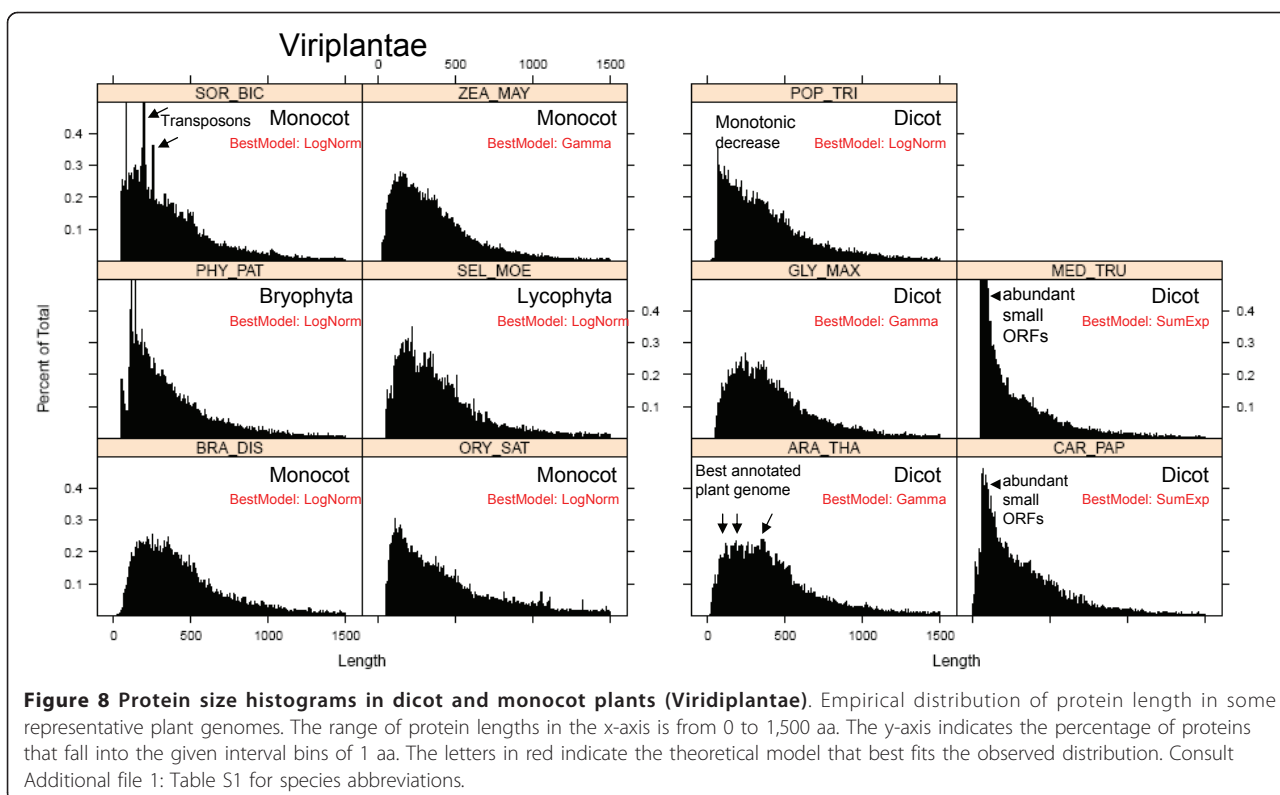 Viriplantae
0 500 1000 1500
SOR_BIC
ZEA_MAY
POP_TRI
Transposons
Monocot
BestModel: LogNorm
Monocot
BestModel: Gamma
Monotonic
decrease
Dicot
BestModel: LogNorm
0.4
0.3
0.2
0.1
PHY_PAT
SEL_MOE
GLY_MAX
MED_TRU
Bryophyta
BestModel: LogNorm
Lycophyta
BestModel: LogNorm
Dicot
BestModel: Gamma
abundant
small
ORFs
Dicot
BestModel: SumExp
0.4
0.3
0.2
0.1
0.4
0.3
0.2
0.1
Percent of Total
BRA_DIS
ORY_SAT
ARA_THA
CAR_PAP
Monocot
BestModel: LogNorm
Monocot
BestModel: LogNorm
Best annotated
plant genome
Dicot
BestModel: Gamma
abundant
small
ORFs
Dicot
BestModel: SumExp
0.4
0.3
0.2
0.1
0 500 1000 1500
0 500 1000 1500
Length
Length
Figure 8 Protein size histograms in dicot and monocot plants (Viridiplantae). Empirical distribution of protein length in some
representative plant genomes. The range of protein lengths in the x-axis is from 0 to 1,500 aa. The y-axis indicates the percentage of proteins
that fall into the given interval bins of 1 aa. The letters in red indicate the theoretical model that best fits the observed distribution. Consult
Additional file 1: Table S1 for species abbreviations.